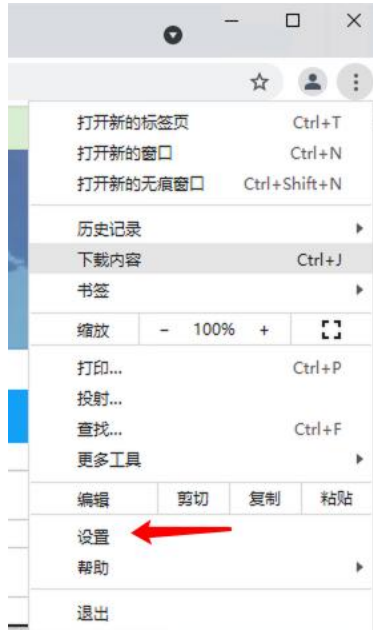 打开新的标签页 Ctrl+T
打开新的窗口 Ctrl+N
打开新的无痕窗口 Ctrl+Shift+N
历史记录
下载内容 Ctrl+J
书签
缩放 - 100% +
打印... Ctrl+P
投射...
查找... Ctrl+F
更多工具
编辑 剪切 复制 粘贴
设置
帮助
退出